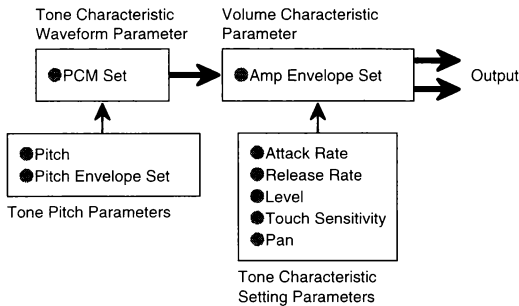 Tone Characteristic
Waveform Parameter
Volume Characteristic
Parameter
●PCM Set
●Amp Envelope Set
Output
●Pitch
●Pitch Envelope Set
Tone Pitch Parameters
●Attack Rate
●Release Rate
●Level
●Touch Sensitivity
●Pan
Tone Characteristic
Setting Parameters